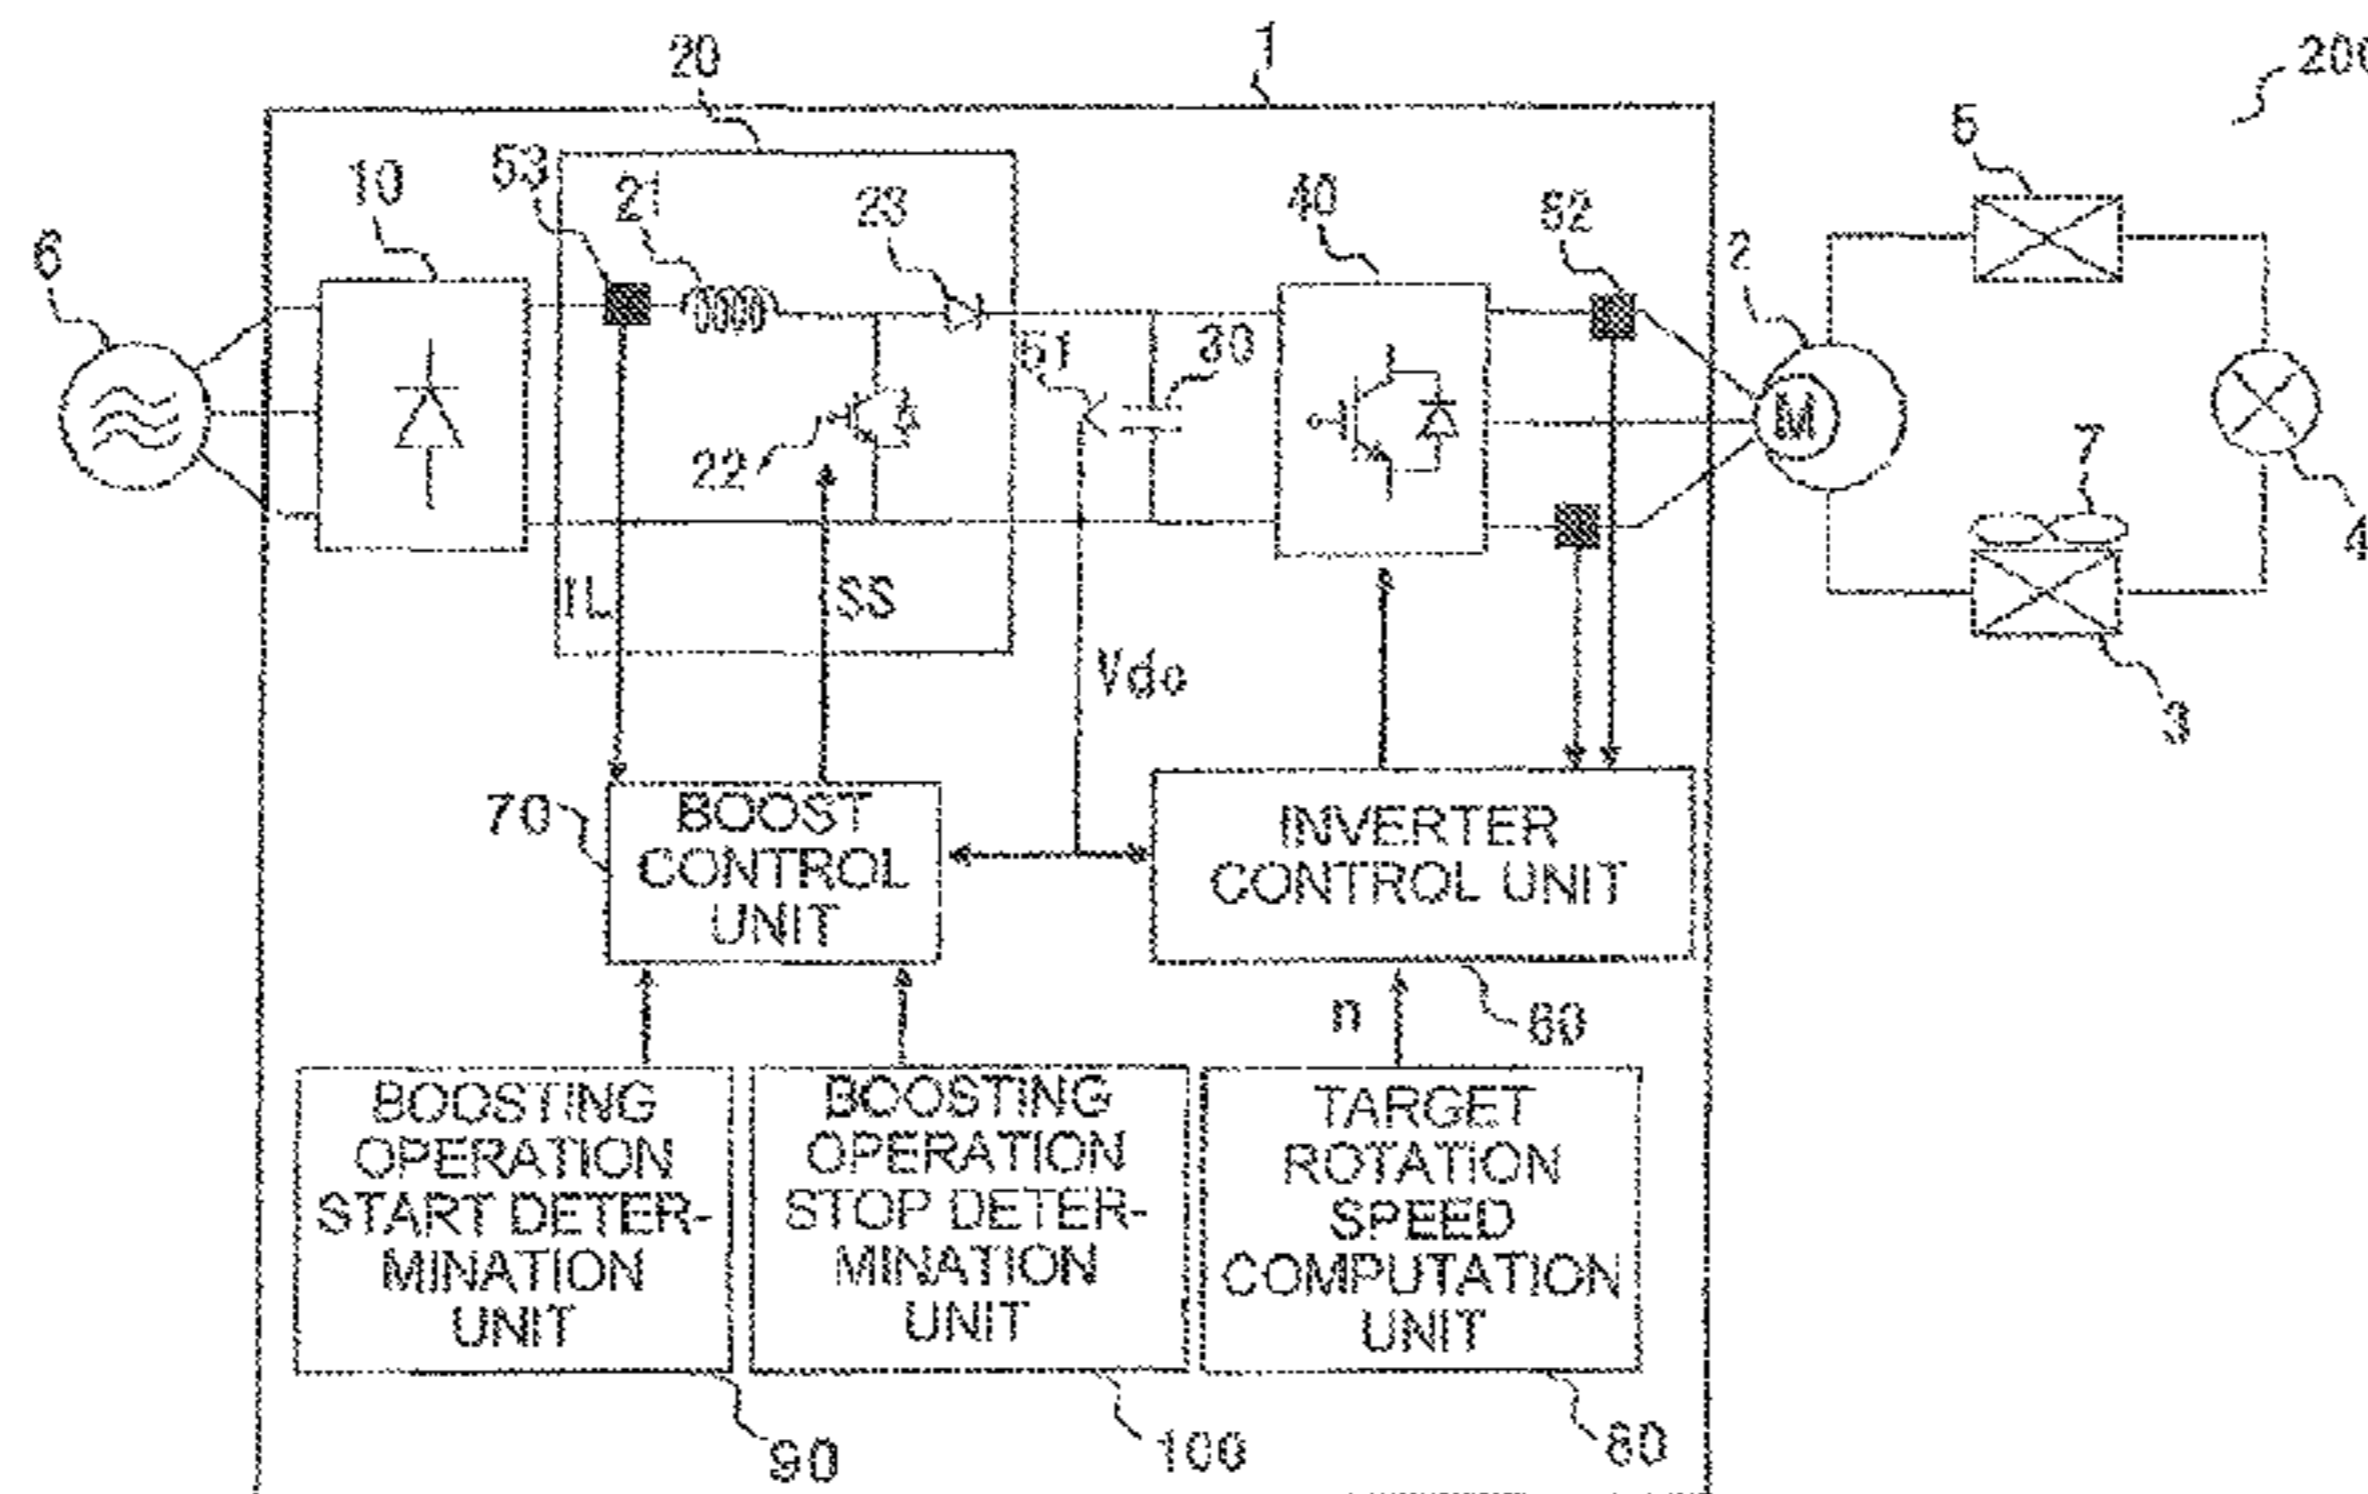 1
20
200
5
53
21
10
23
40
52
6
2
51
30
22
7
4
IL
SS
Vdc
3
70
BOOST
CONTROL
UNIT
INVERTER
CONTROL UNIT
n
60
BOOSTING
OPERATION
START DETER-
MINATION
UNIT
BOOSTING
OPERATION
STOP DETER-
MINATION
UNIT
TARGET
ROTATION
SPEED
COMPUTATION
UNIT
90
100
80
M